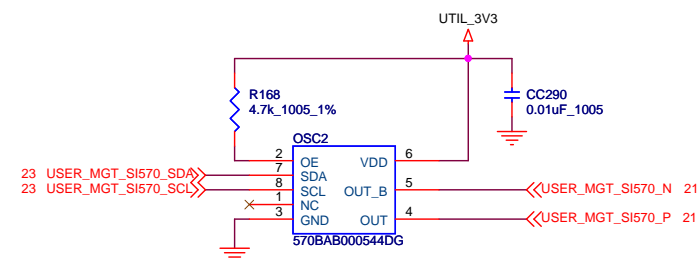 UTIL_3V3
R168
4.7k_1005_1%
CC290
0.01uF_1005
OSC2
2 OE VDD 6
23 USER_MGT_SI570_SDA 7 SDA
23 USER_MGT_SI570_SCL 8 SCL OUT_B 5 USER_MGT_SI570_N 21
1 NC
3 GND OUT 4 USER_MGT_SI570_P 21
570BAB000544DG